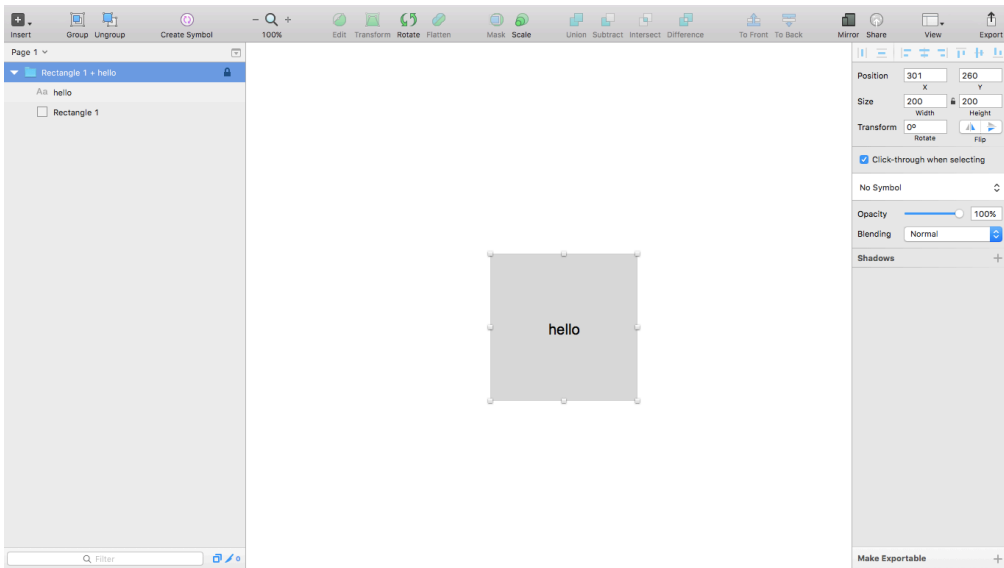 Insert Group Ungroup Create Symbol 100% Edit Transform Rotate Flatten Mask Scale Union Subtract Intersect Difference To Front To Back Mirror Share View Export
Page 1
Rectangle 1 + hello
Aa hello
Rectangle 1
Filter
hello
Position 301 260
X Y
Size 200 200
Width Height
Transform 0º
Rotate Flip
Click-through when selecting
No Symbol
Opacity 100%
Blending Normal
Shadows
Make Exportable